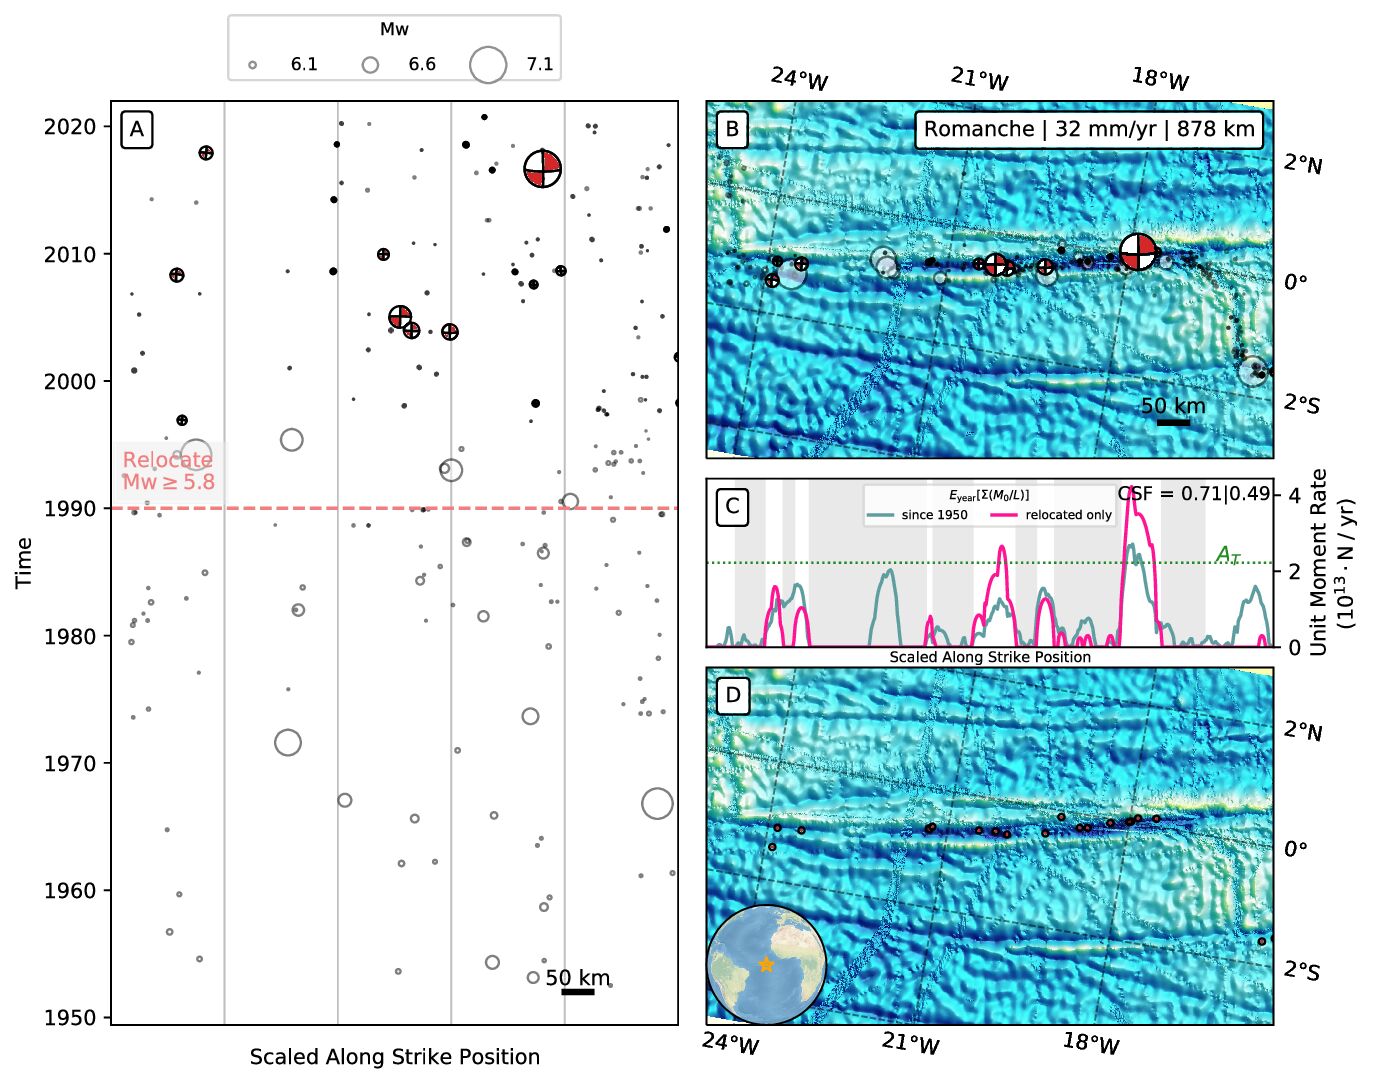 Mw
6.1 6.6 7.1
A
2020
2010
2000
1990
1980
1970
1960
1950
Time
Relocate
Mw ≥ 5.8
50 km
Scaled Along Strike Position
24°W 21°W 18°W
B
Romanche | 32 mm/yr | 878 km
2°N
0°
2°S
50 km
C
E_year[Σ(M_0/L)]
since 1950 relocated only
CSF = 0.71|0.49
A_T
4
2
0
Unit Moment Rate
(10^13 · N / yr)
Scaled Along Strike Position
D
2°N
0°
2°S
24°W 21°W 18°W